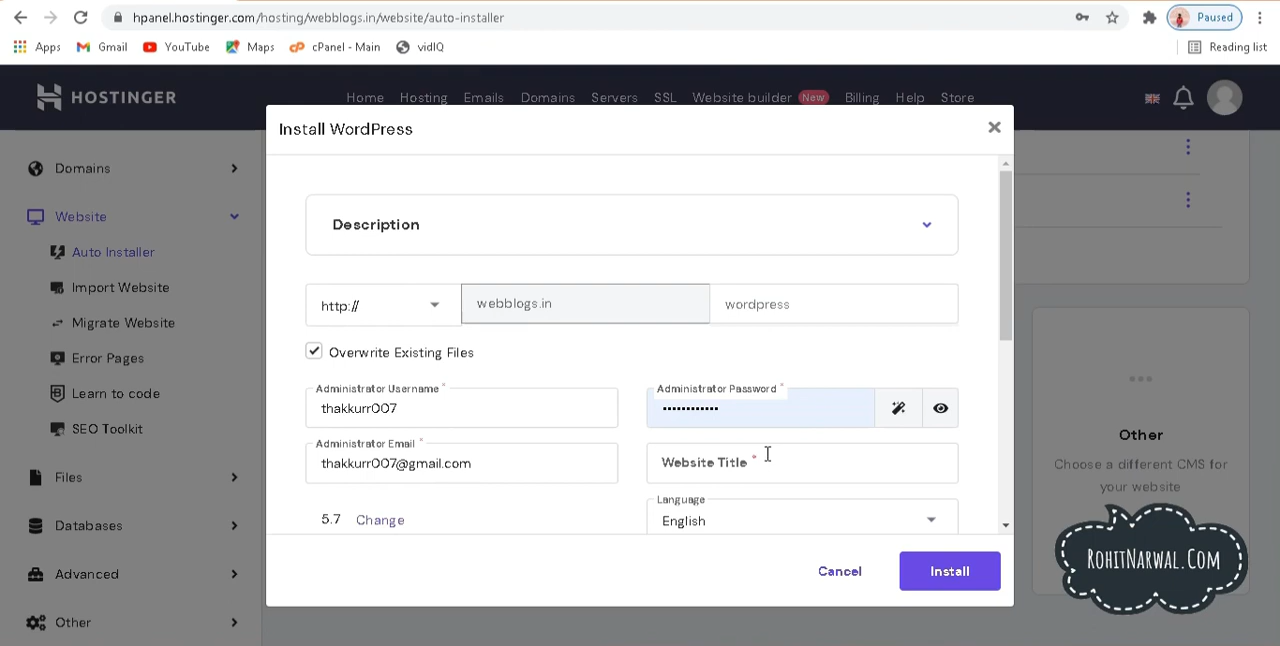 hpanel.hostinger.com/hosting/webblogs.in/website/auto-installer
Paused
Apps
Gmail
YouTube
Maps
cP cPanel - Main
vidIQ
Reading list
HOSTINGER
Home
Hosting
Emails
Domains
Servers
SSL
Website builder
New
Billing
Help
Store
Domains
Website
Auto Installer
Import Website
Migrate Website
Error Pages
Learn to code
SEO Toolkit
Files
Databases
Advanced
Other
Install WordPress
Description
http://
webblogs.in
wordpress
Overwrite Existing Files
Administrator Username *
thakkurr007
Administrator Password *
••••••••••••
Administrator Email *
thakkurr007@gmail.com
Website Title *
5.7 Change
Language
English
Cancel
Install
Other
Choose a different CMS for
your website
RohitNarwal.Com